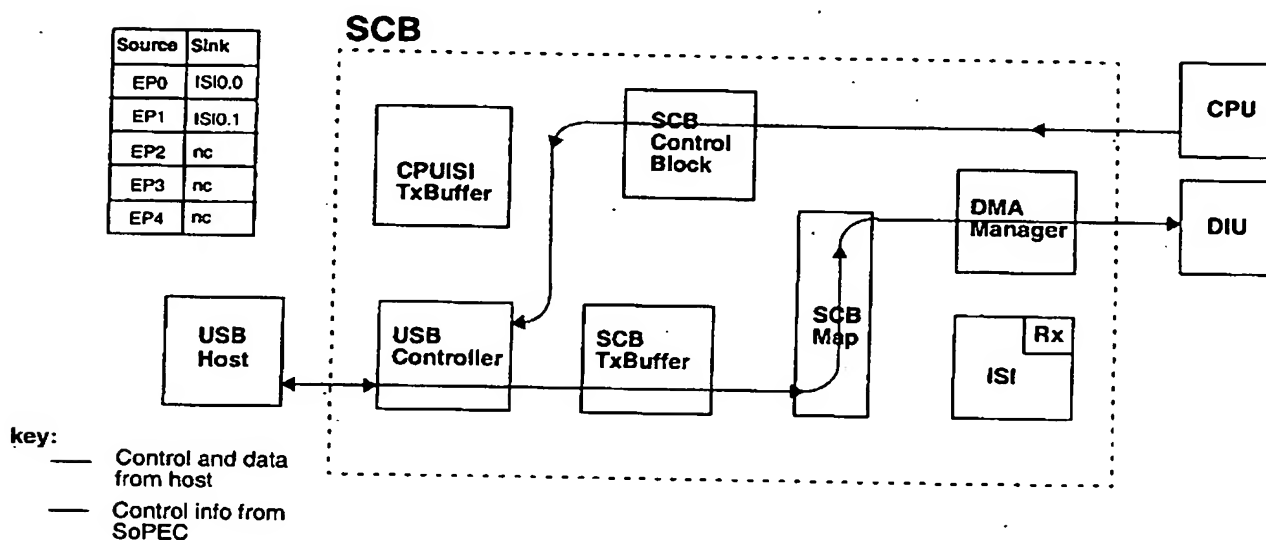 SCB
Source Sink
EP0 ISI0.0
EP1 ISI0.1
EP2 nc
EP3 nc
EP4 nc
CPUISI
TxBuffer
SCB
Control
Block
CPU
DMA
Manager
DIU
USB
Host
USB
Controller
SCB
TxBuffer
SCB
Map
Rx
ISI
key:
Control and data
from host
Control info from
SoPEC